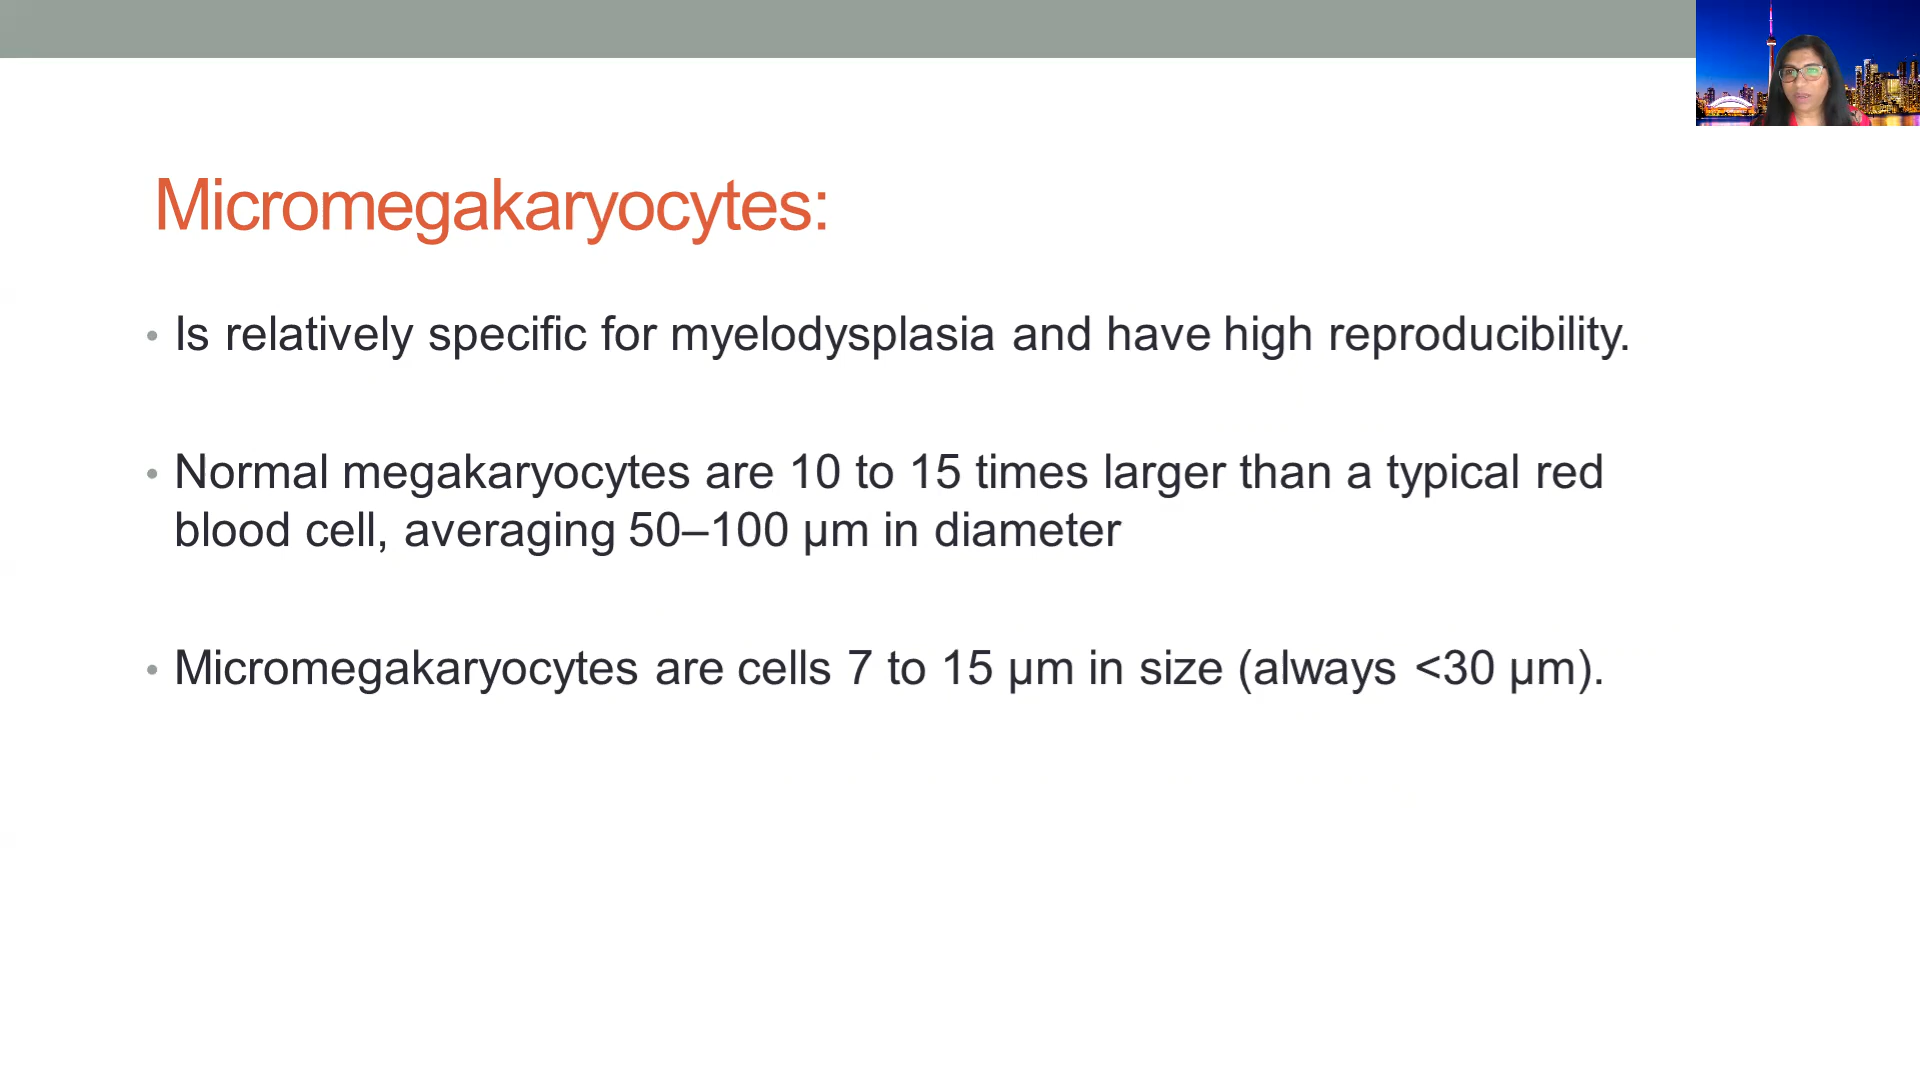 Micromegakaryocytes:
• Is relatively specific for myelodysplasia and have high reproducibility.
• Normal megakaryocytes are 10 to 15 times larger than a typical red
blood cell, averaging 50–100 μm in diameter
• Micromegakaryocytes are cells 7 to 15 μm in size (always <30 μm).